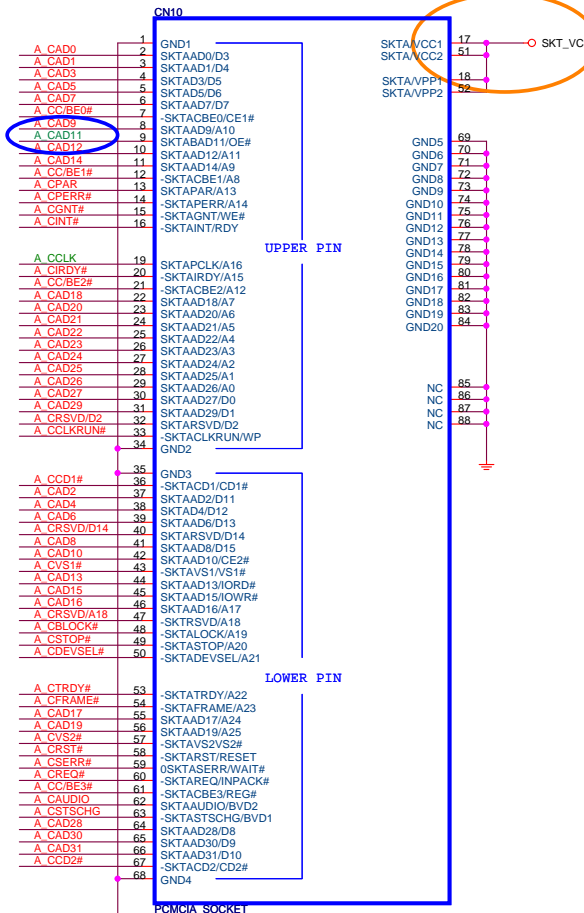 CN10
1 GND1 SKTA/VCC1 17 SKT_VC
A_CAD0 2 SKTAAD0/D3 SKTA/VCC2 51
A_CAD1 3 SKTAAD1/D4
A_CAD3 4 SKTAD3/D5 SKTA/VPP1 18
A_CAD5 5 SKTAD5/D6 SKTA/VPP2 52
A_CAD7 6 SKTAAD7/D7
A_CC/BE0# 7 -SKTACBE0/CE1#
A_CAD9 8 SKTAAD9/A10
A_CAD11 9 SKTABAD11/OE# GND5 69
A_CAD12 10 SKTAAD12/A11 GND6 70
A_CAD14 11 SKTAAD14/A9 GND7 71
A_CC/BE1# 12 -SKTACBE1/A8 GND8 72
A_CPAR 13 SKTAPAR/A13 GND9 73
A_CPERR# 14 -SKTAPERR/A14 GND10 74
A_CGNT# 15 -SKTAGNT/WE# GND11 75
A_CINT# 16 -SKTAINT/RDY GND12 76
GND13 77
UPPER PIN
GND14 78
A_CCLK 19 SKTAPCLK/A16 GND15 79
A_CIRDY# 20 -SKTAIRDY/A15 GND16 80
A_CC/BE2# 21 -SKTACBE2/A12 GND17 81
A_CAD18 22 SKTAAD18/A7 GND18 82
A_CAD20 23 SKTAAD20/A6 GND19 83
A_CAD21 24 SKTAAD21/A5 GND20 84
A_CAD22 25 SKTAAD22/A4
A_CAD23 26 SKTAAD23/A3
A_CAD24 27 SKTAAD24/A2
A_CAD25 28 SKTAAD25/A1
A_CAD26 29 SKTAAD26/A0 NC 85
A_CAD27 30 SKTAAD27/D0 NC 86
A_CAD29 31 SKTAAD29/D1 NC 87
A_CRSVD/D2 32 SKTARSVD/D2 NC 88
A_CCLKRUN# 33 -SKTACLKRUN/WP
34 GND2
35 GND3
A_CCD1# 36 -SKTACD1/CD1#
A_CAD2 37 SKTAAD2/D11
A_CAD4 38 SKTAD4/D12
A_CAD6 39 SKTAAD6/D13
A_CRSVD/D14 40 SKTARSVD/D14
A_CAD8 41 SKTAAD8/D15
A_CAD10 42 SKTAAD10/CE2#
A_CVS1# 43 -SKTAVS1/VS1#
A_CAD13 44 SKTAAD13/IORD#
A_CAD15 45 SKTAAD15/IOWR#
A_CAD16 46 SKTAAD16/A17
A_CRSVD/A18 47 -SKTRSVD/A18
A_CBLOCK# 48 -SKTALOCK/A19
A_CSTOP# 49 -SKTASTOP/A20
A_CDEVSEL# 50 -SKTADEVSEL/A21
LOWER PIN
A_CTRDY# 53 -SKTATRDY/A22
A_CFRAME# 54 -SKTAFRAME/A23
A_CAD17 55 SKTAAD17/A24
A_CAD19 56 SKTAAD19/A25
A_CVS2# 57 -SKTAVS2VS2#
A_CRST# 58 -SKTARST/RESET
A_CSERR# 59 0SKTASERR/WAIT#
A_CREQ# 60 -SKTAREQ/INPACK#
A_CC/BE3# 61 -SKTACBE3/REG#
A_CAUDIO 62 SKTAAUDIO/BVD2
A_CSTSCHG 63 -SKTASTSCHG/BVD1
A_CAD28 64 SKTAAD28/D8
A_CAD30 65 SKTAAD30/D9
A_CAD31 66 SKTAAD31/D10
A_CCD2# 67 -SKTACD2/CD2#
68 GND4
PCMCIA SOCKET